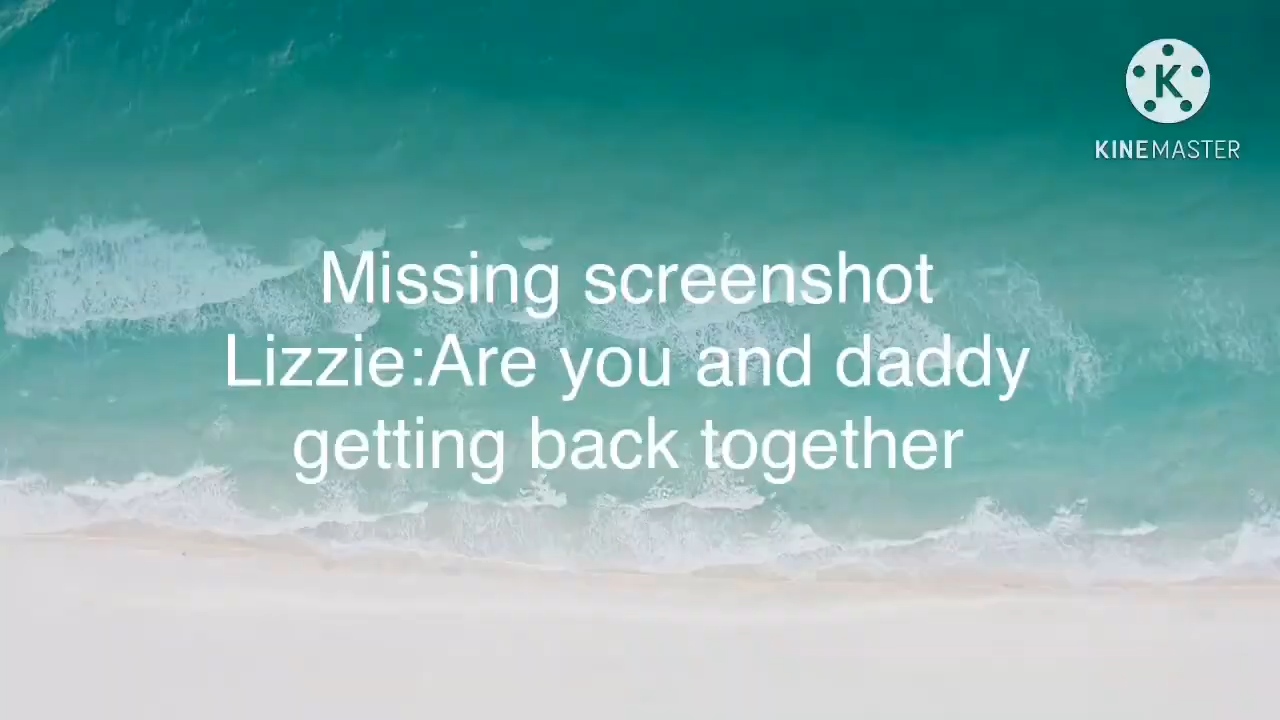 K
KINEMASTER
Missing screenshot
Lizzie:Are you and daddy
getting back together